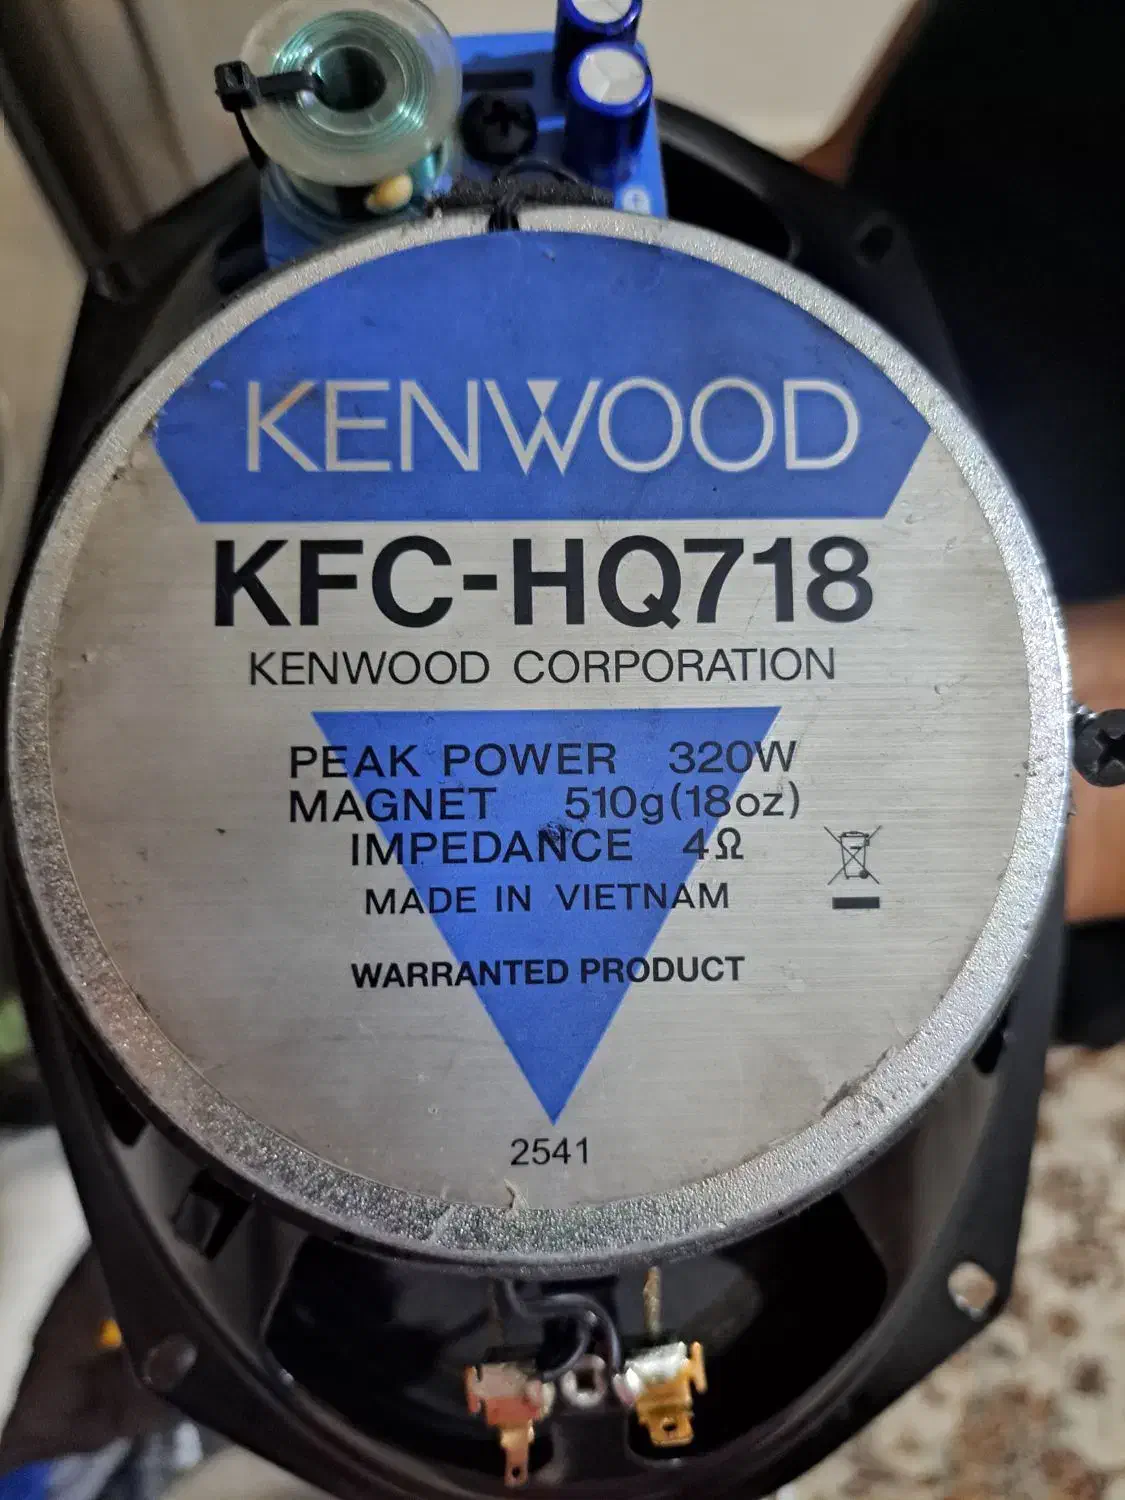 KENWOOD
KFC-HQ718
KENWOOD CORPORATION
PEAK POWER 320W
MAGNET 510g(18oz)
IMPEDANCE 4Ω
MADE IN VIETNAM
WARRANTED PRODUCT
2541